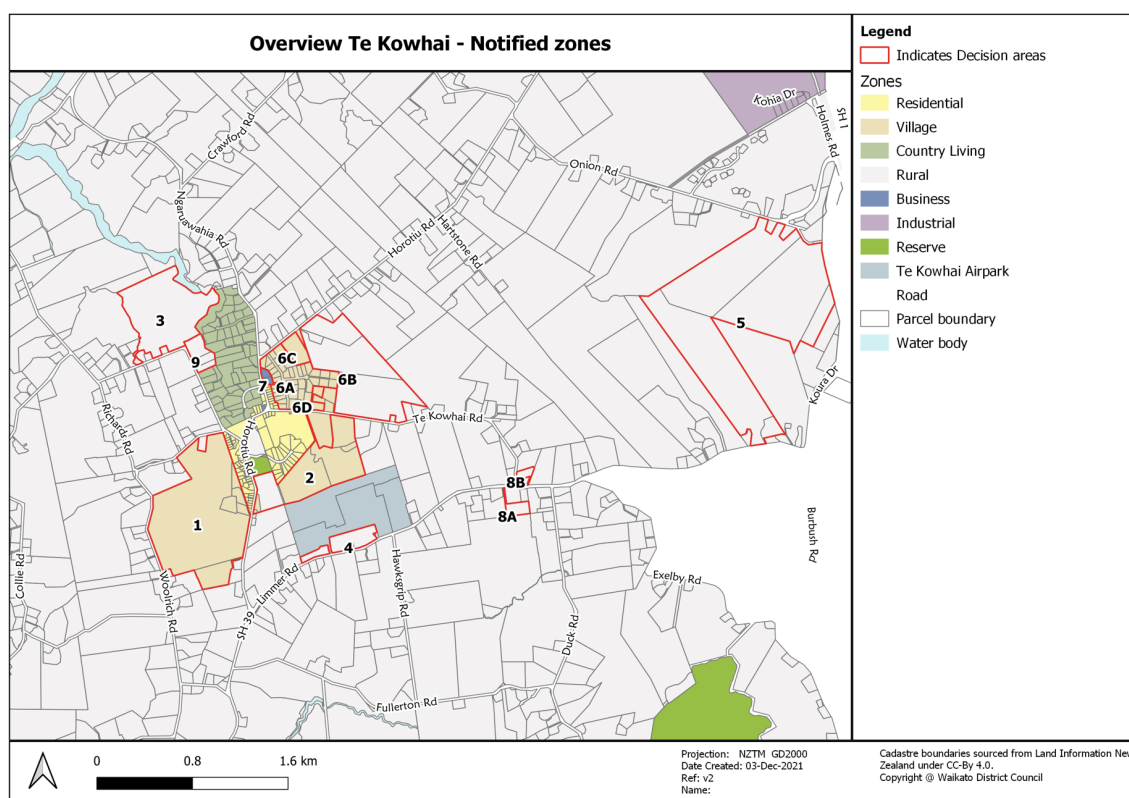 Overview Te Kowhai - Notified zones
Legend
Indicates Decision areas
Zones
Residential
Village
Country Living
Rural
Business
Industrial
Reserve
Te Kowhai Airpark
Road
Parcel boundary
Water body
Kohia Dr
SH 1
Holmes Rd
Crawford Rd
Onion Rd
Ngaruawahia Rd
Horotiu Rd
Hartstone Rd
3
5
9
6C
7
6A
6B
6D
Te Kowhai Rd
Koura Dr
Richards Rd
Horotiu Rd
2
8B
8A
1
4
Burbush Rd
Collie Rd
Woolrich Rd
SH 39
Limmer Rd
Hawksgrip Rd
Exelby Rd
Duck Rd
Fullerton Rd
0 0.8 1.6 km
Projection: NZTM GD2000
Date Created: 03-Dec-2021
Ref: v2
Name:
Cadastre boundaries sourced from Land Information New
Zealand under CC-By 4.0.
Copyright @ Waikato District Council